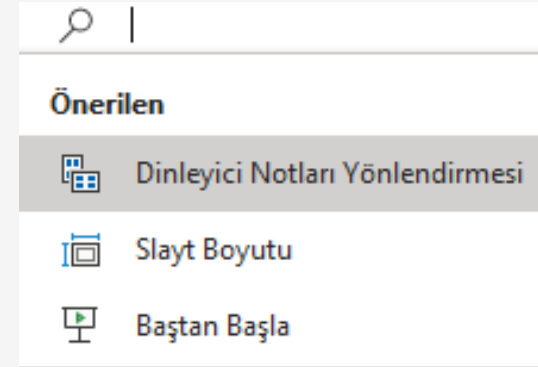 Önerilen
Dinleyici Notları Yönlendirmesi
Slayt Boyutu
Baştan Başla